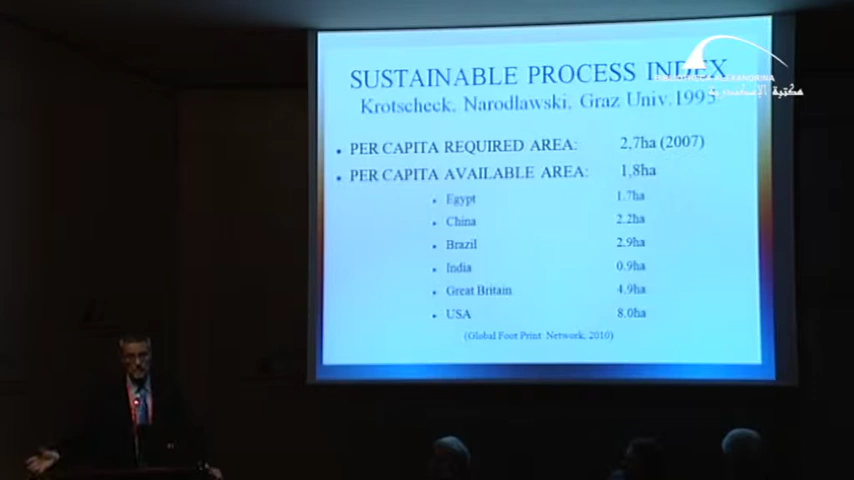 SUSTAINABLE PROCESS INDEX
Krotscheck, Narodlawski, Graz Univ.1995
BIBLIOTHECA ALEXANDRINA
مكتبة الإسكندرية
• PER CAPITA REQUIRED AREA: 2,7ha (2007)
• PER CAPITA AVAILABLE AREA: 1,8ha
• Egypt 1.7ha
• China 2.2ha
• Brazil 2.9ha
• India 0.9ha
• Great Britain 4.9ha
• USA 8.0ha
(Global Foot Print Network, 2010)